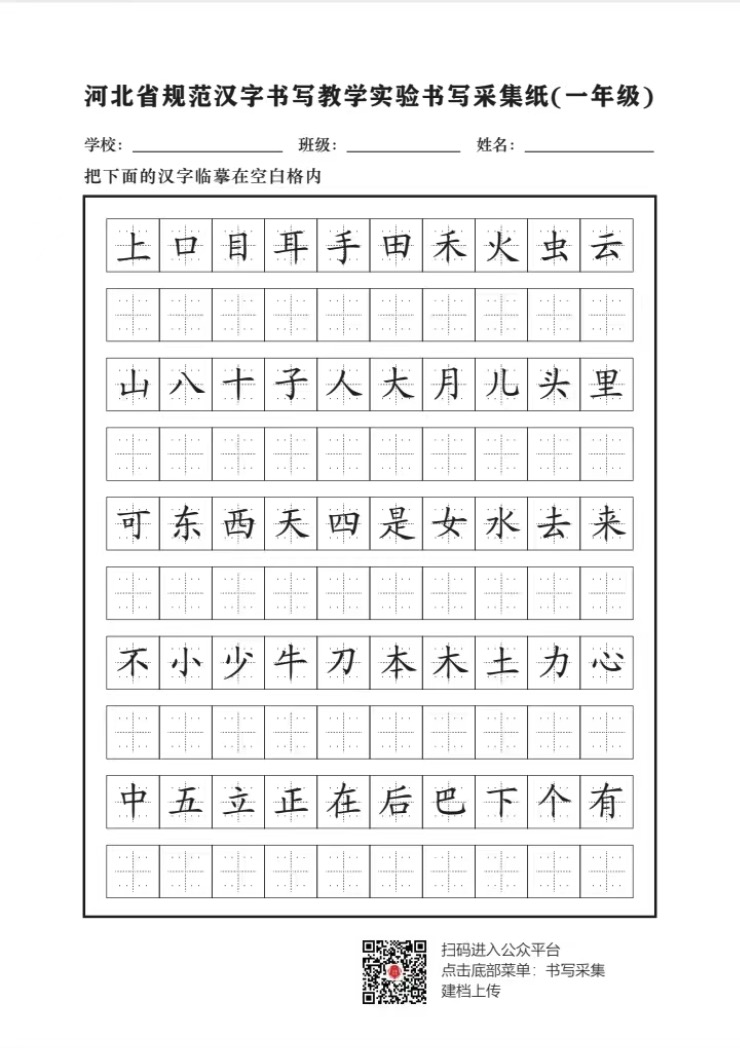 河北省规范汉字书写教学实验书写采集纸(一年级)
学校： 班级： 姓名：
把下面的汉字临摹在空白格内
上口目耳手田禾火虫云
山八十子人大月儿头里
可东西天四是女水去来
不小少牛刀本木土力心
中五立正在后巴下个有
扫码进入公众平台
点击底部菜单：书写采集
建档上传